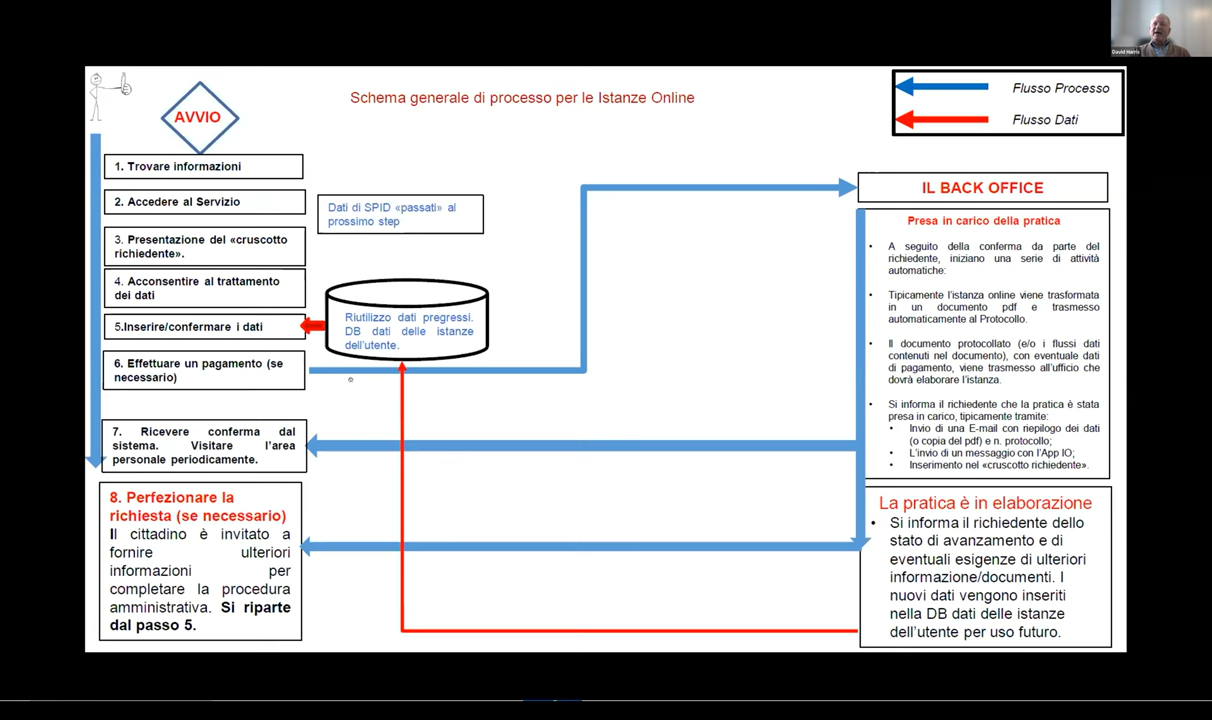 David Harris
Schema generale di processo per le Istanze Online
Flusso Processo
Flusso Dati
AVVIO
1. Trovare informazioni
2. Accedere al Servizio
3. Presentazione del «cruscotto
richiedente».
4. Acconsentire al trattamento
dei dati
5.Inserire/confermare i dati
6. Effettuare un pagamento (se
necessario)
7. Ricevere conferma dal
sistema. Visitare l'area
personale periodicamente.
8. Perfezionare la
richiesta (se necessario)
Il cittadino è invitato a
fornire ulteriori
informazioni per
completare la procedura
amministrativa. Si riparte
dal passo 5.
Dati di SPID «passati» al
prossimo step
Riutilizzo dati pregressi.
DB dati delle istanze
dell'utente.
IL BACK OFFICE
Presa in carico della pratica
• A seguito della conferma da parte del
richiedente, iniziano una serie di attività
automatiche:
• Tipicamente l'istanza online viene trasformata
in un documento pdf e trasmesso
automaticamente al Protocollo.
• Il documento protocollato (e/o i flussi dati
contenuti nel documento), con eventuale dati
di pagamento, viene trasmesso all'ufficio che
dovrà elaborare l'istanza.
• Si informa il richiedente che la pratica è stata
presa in carico, tipicamente tramite:
• Invio di una E-mail con riepilogo dei dati
(o copia del pdf) e n. protocollo;
• L'invio di un messaggio con l'App IO;
• Inserimento nel «cruscotto richiedente».
La pratica è in elaborazione
• Si informa il richiedente dello
stato di avanzamento e di
eventuali esigenze di ulteriori
informazione/documenti. I
nuovi dati vengono inseriti
nella DB dati delle istanze
dell'utente per uso futuro.